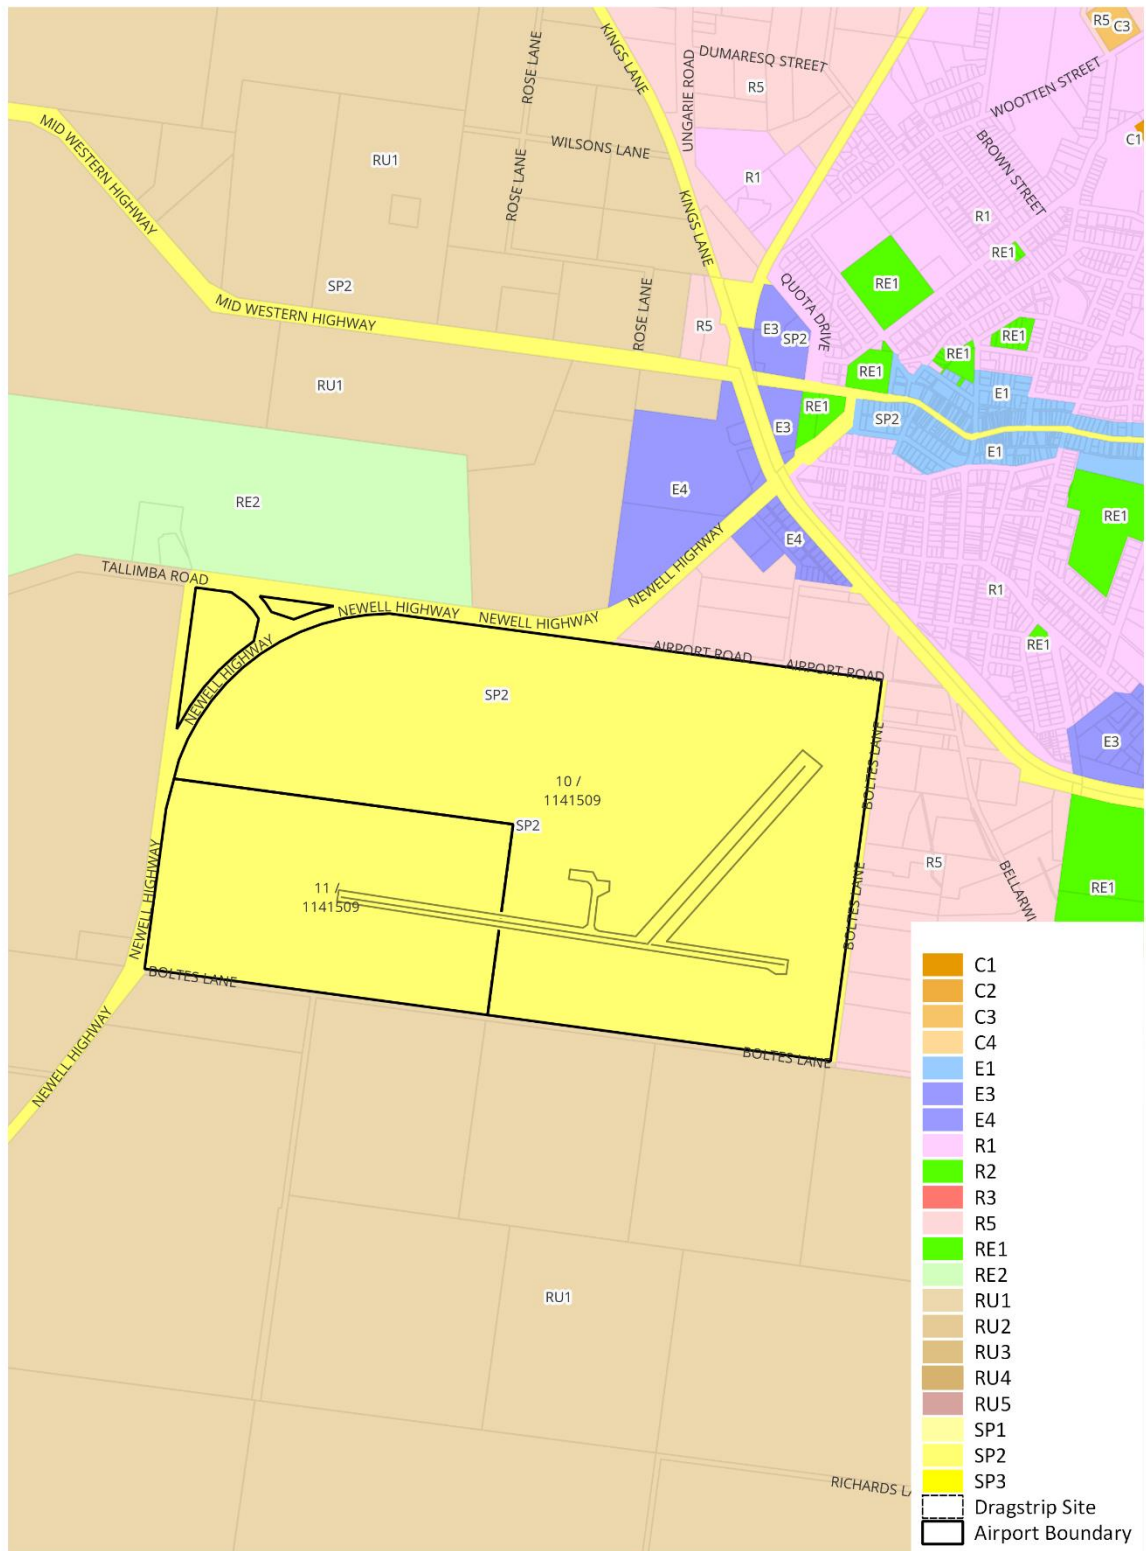 R5
C3
KINGS LANE
ROSE LANE
UNGARIE ROAD
DUMARESQ STREET
R5
WOOTTEN STREET
MID WESTERN HIGHWAY
RU1
WILSONS LANE
ROSE LANE
R1
BROWN STREET
C1
KINGS LANE
R1
RE1
SP2
RE1
MID WESTERN HIGHWAY
ROSE LANE
R5
QUOTA DRIVE
E3
SP2
RE1
RE1
RE1
RU1
RE1
E1
SP2
E3
E1
E4
RE2
RE1
NEWELL HIGHWAY
E4
TALLIMBA ROAD
NEWELL HIGHWAY
NEWELL HIGHWAY
R1
RE1
NEWELL HIGHWAY
AIRPORT ROAD
AIRPORT ROAD
SP2
BOLTES LANE
E3
10 /
1141509
SP2
NEWELL HIGHWAY
11 /
1141509
BOLTES LANE
R5
BELLARWI
RE1
BOLTES LANE
NEWELL HIGHWAY
BOLTES LANE
RU1
RICHARDS LA
C1
C2
C3
C4
E1
E3
E4
R1
R2
R3
R5
RE1
RE2
RU1
RU2
RU3
RU4
RU5
SP1
SP2
SP3
Dragstrip Site
Airport Boundary